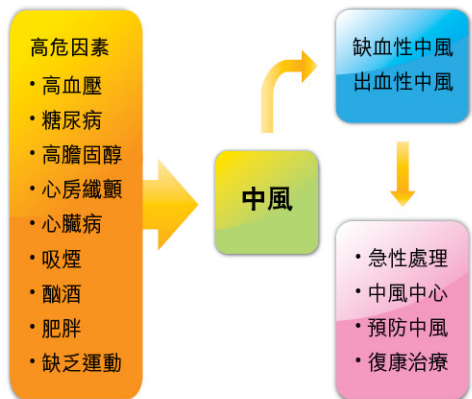 高危因素
• 高血壓
• 糖尿病
• 高膽固醇
• 心房纖顫
• 心臟病
• 吸煙
• 酗酒
• 肥胖
• 缺乏運動
中風
缺血性中風
出血性中風
• 急性處理
• 中風中心
• 預防中風
• 復康治療